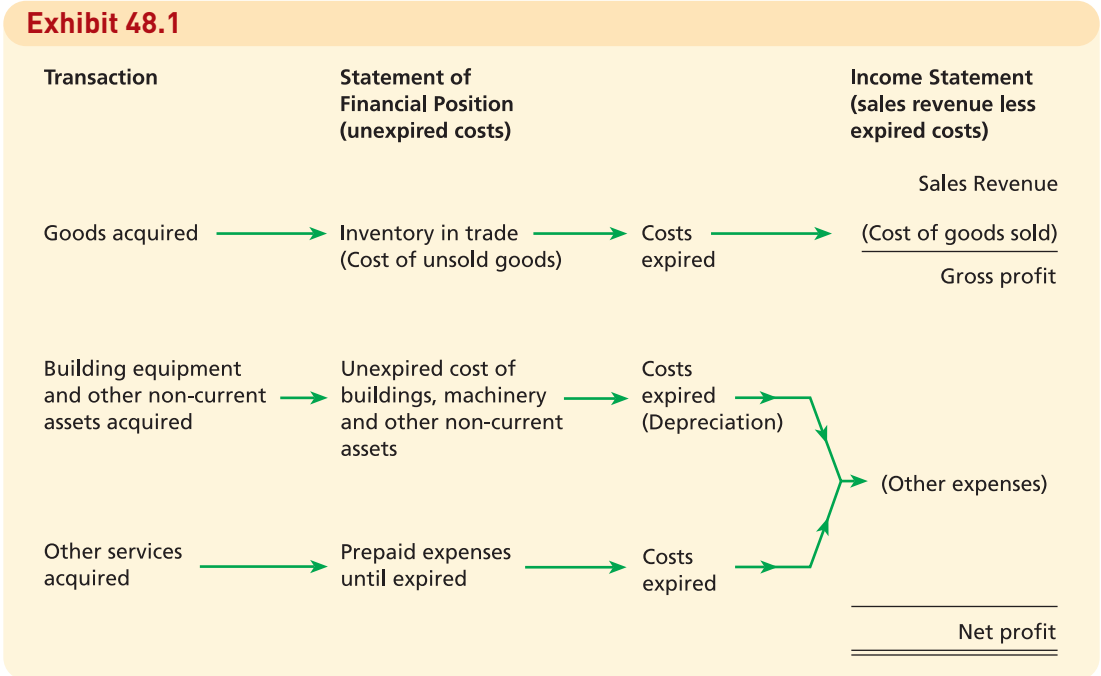 Exhibit 48.1
Transaction
Statement of
Financial Position
(unexpired costs)
Income Statement
(sales revenue less
expired costs)
Sales Revenue
Goods acquired
Inventory in trade
(Cost of unsold goods)
Costs
expired
(Cost of goods sold)
Gross profit
Building equipment
and other non-current
assets acquired
Unexpired cost of
buildings, machinery
and other non-current
assets
Costs
expired
(Depreciation)
(Other expenses)
Other services
acquired
Prepaid expenses
until expired
Costs
expired
Net profit